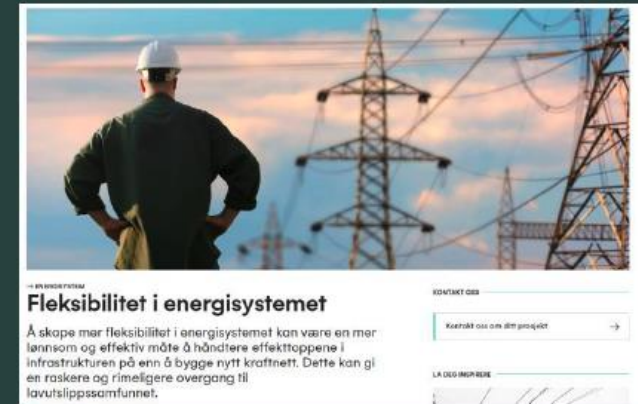 → ENERGISYSTEM
Fleksibilitet i energisystemet
Å skape mer fleksibilitet i energisystemet kan være en mer
lønnsom og effektiv måte å håndtere effekttoppene i
infrastrukturen på enn å bygge nytt kraftnett. Dette kan gi
en raskere og rimeligere overgang til
lavutslippssamfunnet.
KONTAKT OSS
Kontakt oss om ditt prosjekt →
LA DEG INSPIRERE